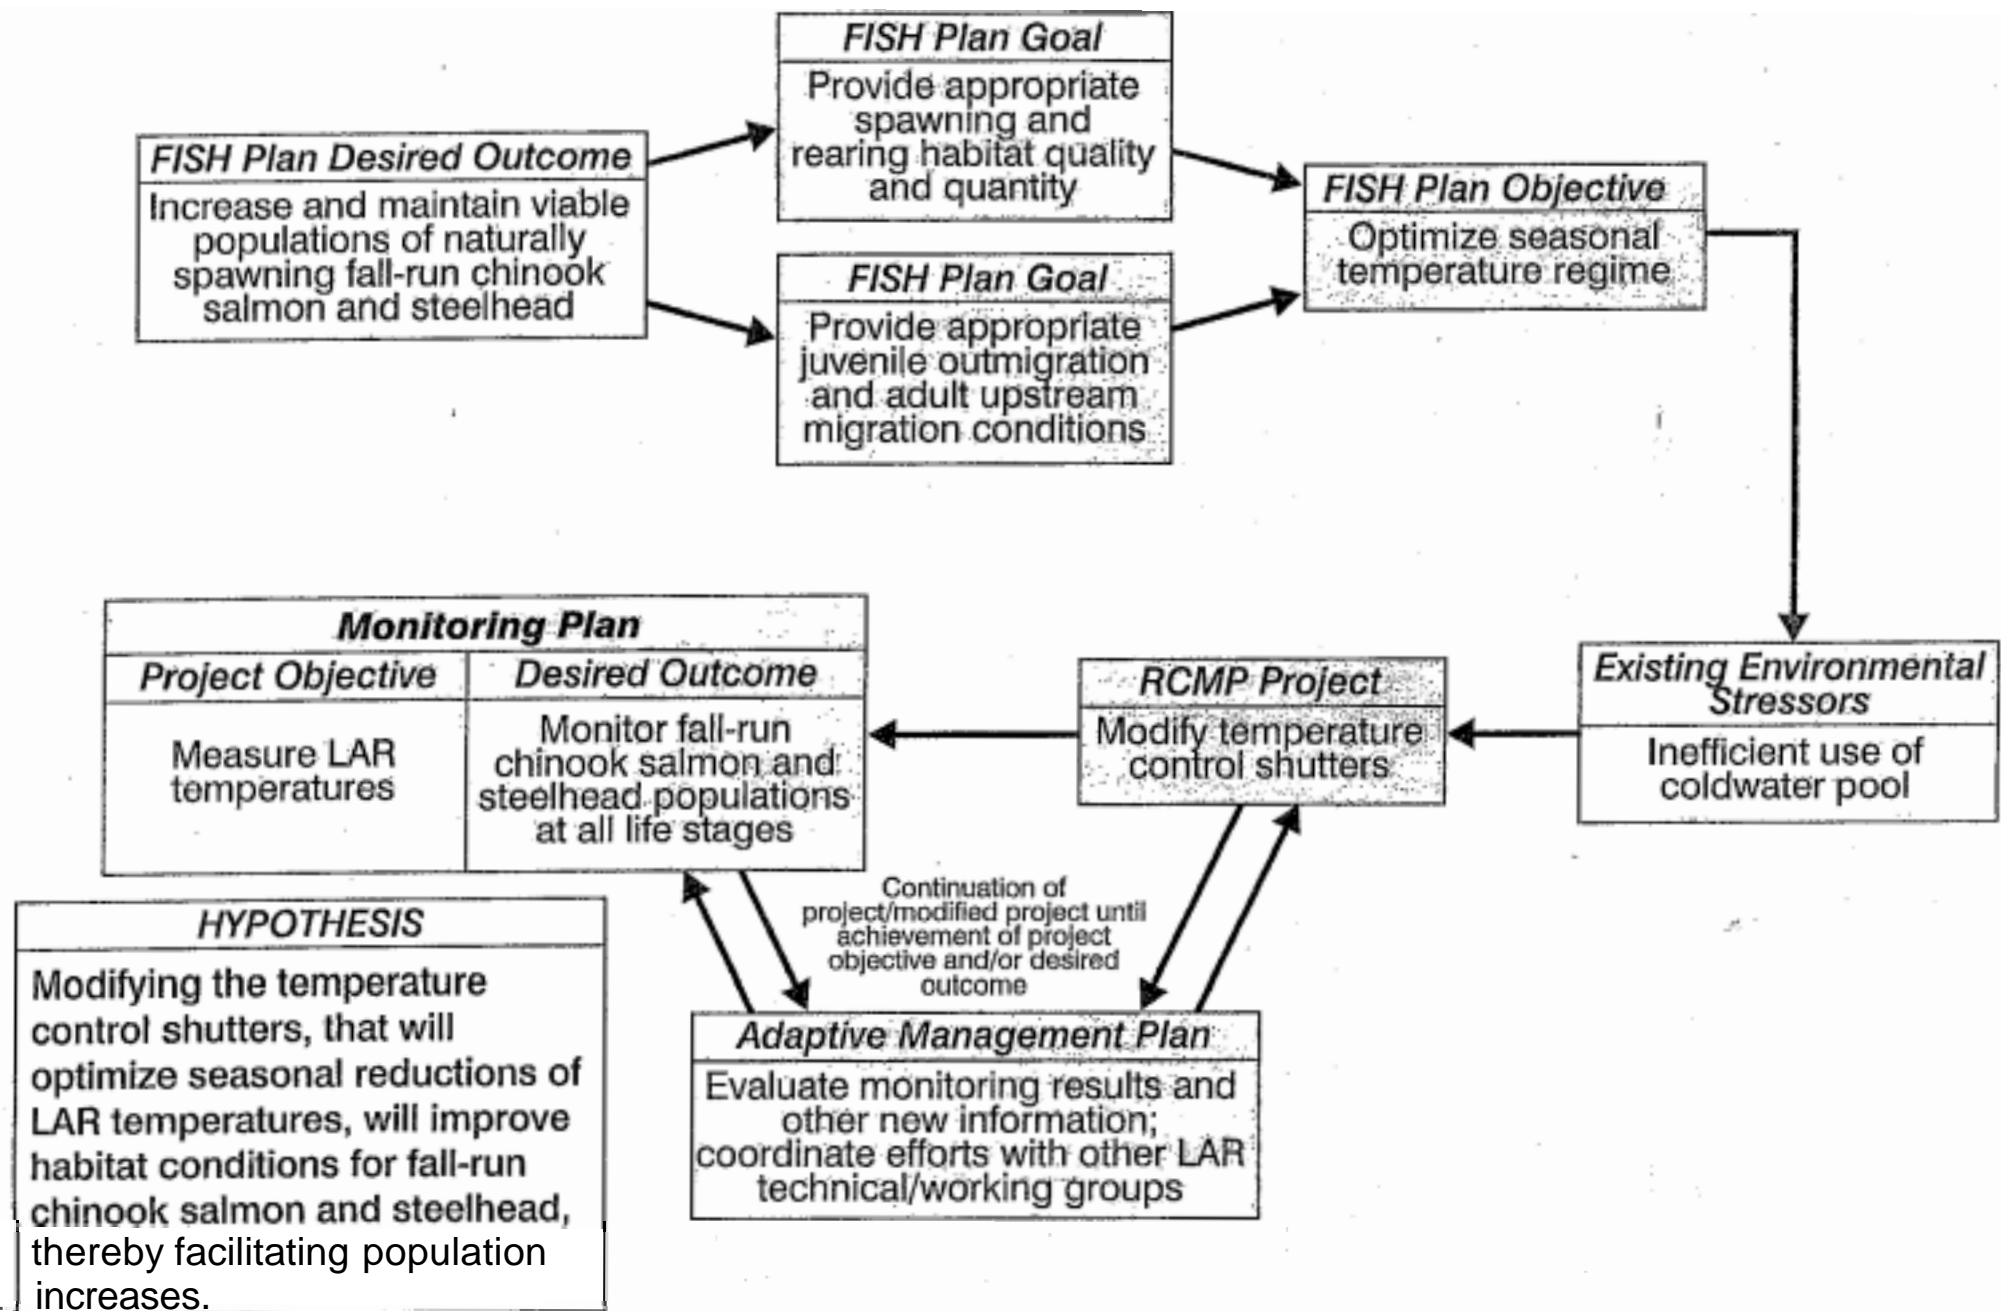 FISH Plan Desired Outcome
Increase and maintain viable
populations of naturally
spawning fall-run chinook
salmon and steelhead
FISH Plan Goal
Provide appropriate
spawning and
rearing habitat quality
and quantity
FISH Plan Goal
Provide appropriate
juvenile outmigration
and adult upstream
migration conditions
FISH Plan Objective
Optimize seasonal
temperature regime
Existing Environmental
Stressors
Inefficient use of
coldwater pool
RCMP Project
Modify temperature
control shutters
Monitoring Plan
Project Objective
Measure LAR
temperatures
Desired Outcome
Monitor fall-run
chinook salmon and
steelhead populations
at all life stages
Continuation of
project/modified project until
achievement of project
objective and/or desired
outcome
Adaptive Management Plan
Evaluate monitoring results and
other new information;
coordinate efforts with other LAR
technical/working groups
HYPOTHESIS
Modifying the temperature
control shutters, that will
optimize seasonal reductions of
LAR temperatures, will improve
habitat conditions for fall-run
chinook salmon and steelhead,
thereby facilitating population
increases.